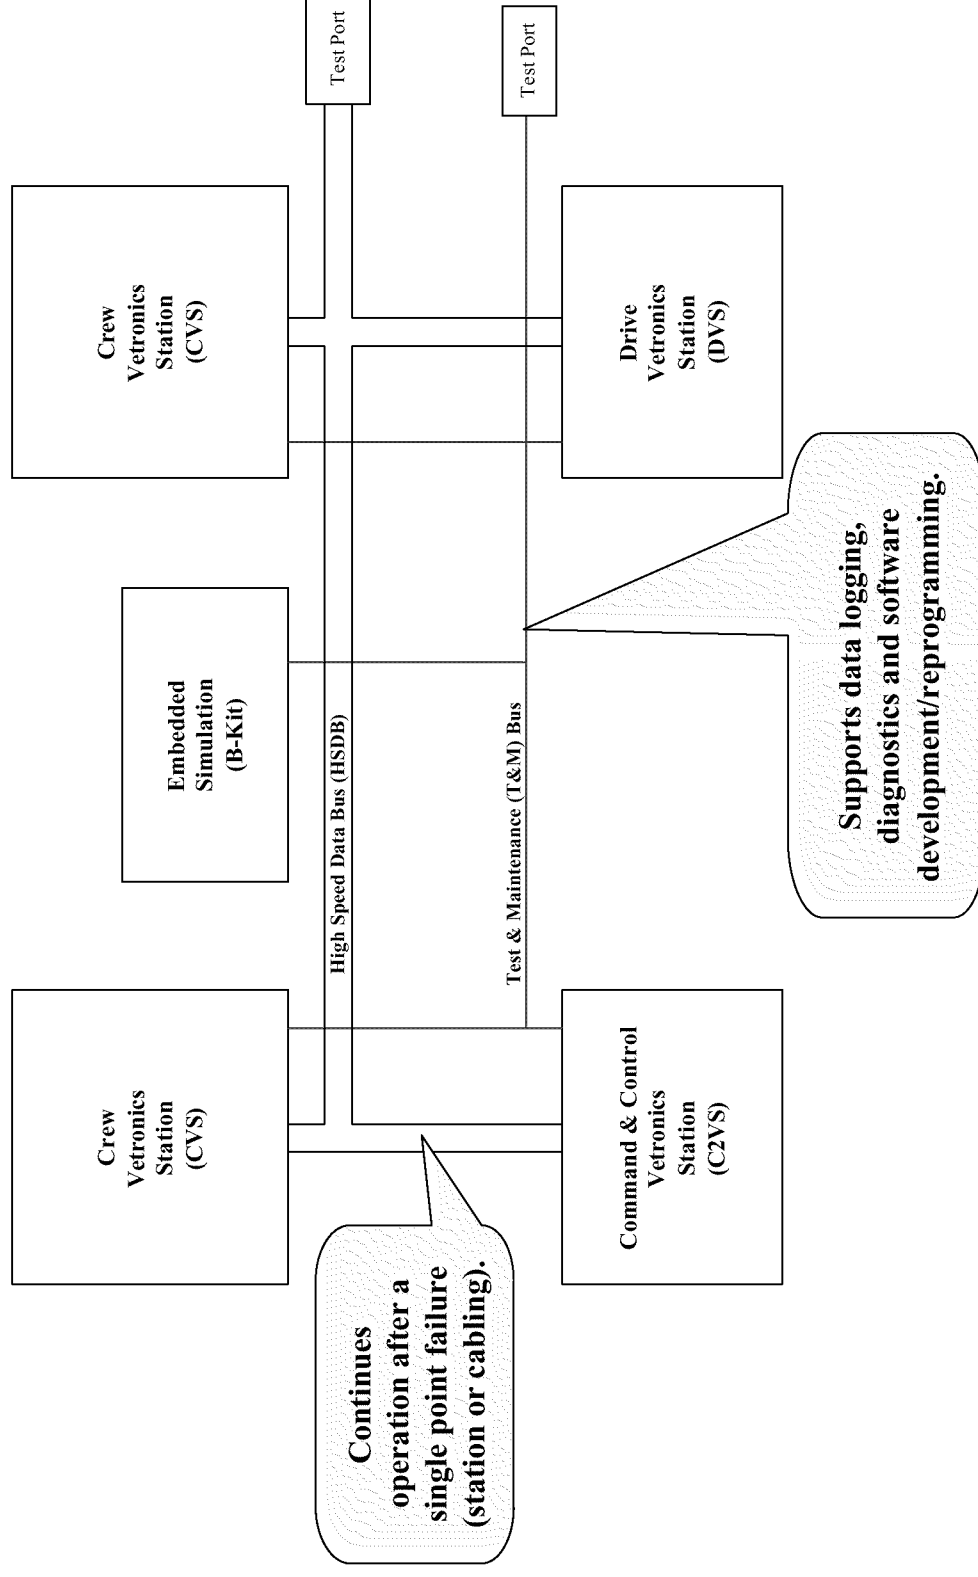 Crew
Vetronics
Station
(CVS)
Embedded
Simulation
(B-Kit)
Crew
Vetronics
Station
(CVS)
Test Port
High Speed Data Bus (HSDB)
Continues
operation after a
single point failure
(station or cabling).
Test & Maintenance (T&M) Bus
Test Port
Command & Control
Vetronics
Station
(C2VS)
Drive
Vetronics
Station
(DVS)
Supports data logging,
diagnostics and software
development/reprogramming.